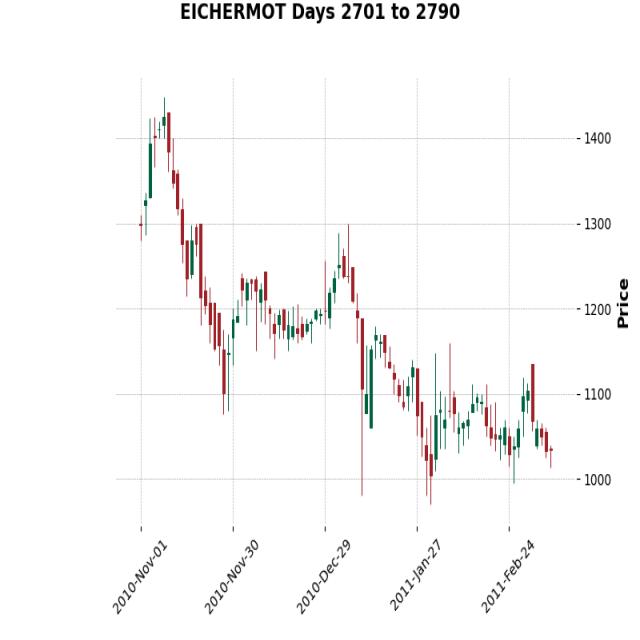 EICHERMOT Days 2701 to 2790
1400
1300
1200
1100
1000
Price
2010-Nov-01
2010-Nov-30
2010-Dec-29
2011-Jan-27
2011-Feb-24